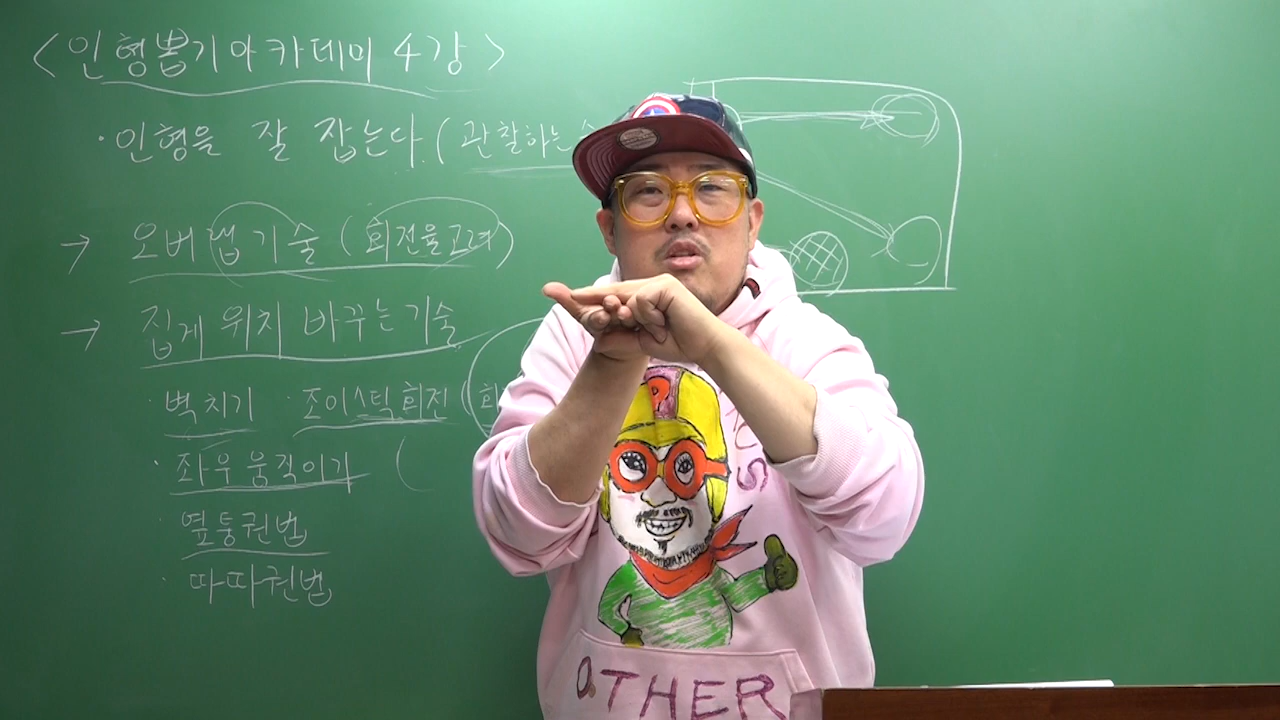 <인형뽑기아카데미 4강>
· 인형을 잘 잡는다. (관찰하는
→ 오버랩기술 (회전율고려)
→ 집게 위치 바꾸는기술
· 벽치기 · 조이스틱회전 (회
· 좌우 움직이기 (
· 옆통권법
· 따따권법
P
OTHER